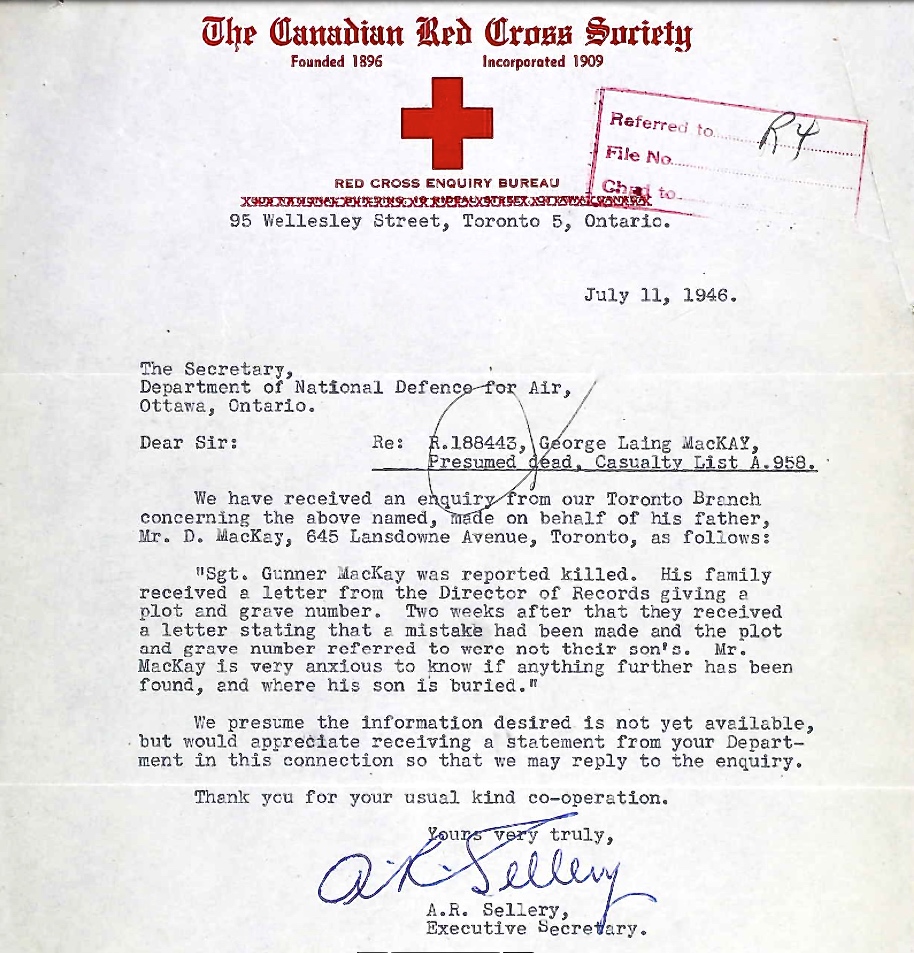 The Canadian Red Cross Society
Founded 1896 Incorporated 1909
Referred to R4
File No.
Chgd to
RED CROSS ENQUIRY BUREAU
95 Wellesley Street, Toronto 5, Ontario.
July 11, 1946.
The Secretary,
Department of National Defence for Air,
Ottawa, Ontario.
Dear Sir: Re: R.188443, George Laing MacKAY,
Presumed dead, Casualty List A.958.
We have received an enquiry from our Toronto Branch
concerning the above named, made on behalf of his father,
Mr. D. MacKay, 645 Lansdowne Avenue, Toronto, as follows:
"Sgt. Gunner MacKay was reported killed. His family
received a letter from the Director of Records giving a
plot and grave number. Two weeks after that they received
a letter stating that a mistake had been made and the plot
and grave number referred to were not their son's. Mr.
MacKay is very anxious to know if anything further has been
found, and where his son is buried."
We presume the information desired is not yet available,
but would appreciate receiving a statement from your Depart-
ment in this connection so that we may reply to the enquiry.
Thank you for your usual kind co-operation.
Yours very truly,
A.R. Sellery
A.R. Sellery,
Executive Secretary.